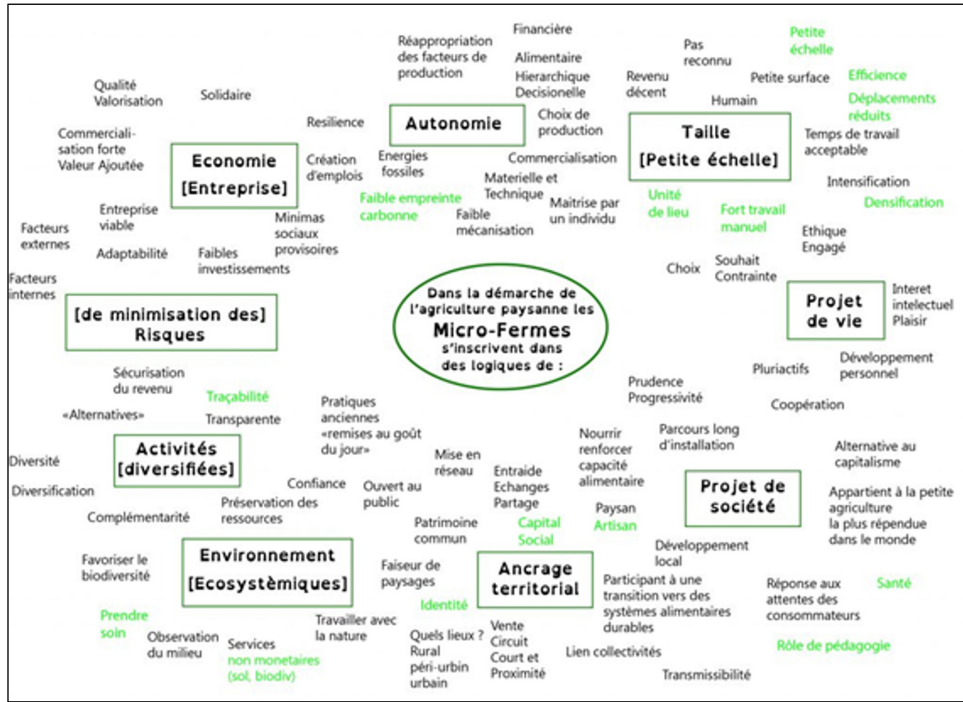 Financière
Réappropriation
des facteurs de
production
Alimentaire
Hierarchique
Decisionelle
Choix de
production
Autonomie
Commercialisation
Materielle et
Technique
Maitrise par
un individu
Faible
mécanisation
Energies
fossiles
Faible empreinte
carbonne
Resilience
Création
d'emplois
Qualité
Valorisation
Solidaire
Commerciali-
sation forte
Valeur Ajoutée
Economie
[Entreprise]
Entreprise
viable
Minimas
sociaux
provisoires
Faibles
investissements
Adaptabilité
Facteurs
externes
Facteurs
internes
[de minimisation des]
Risques
Sécurisation
du revenu
Traçabilité
Transparente
«Alternatives»
Petite
échelle
Pas
reconnu
Revenu
décent
Petite surface
Efficience
Humain
Déplacements
réduits
Taille
[Petite échelle]
Temps de travail
acceptable
Intensification
Densification
Unité
de lieu
Fort travail
manuel
Ethique
Engagé
Choix
Souhait
Contrainte
Projet
de vie
Interet
intelectuel
Plaisir
Développement
personnel
Pluriactifs
Coopération
Prudence
Progressivité
Parcours long
d'installation
Dans la démarche de
l'agriculture paysanne les
Micro-Fermes
s'inscrivent dans
des logiques de :
Activités
[diversifiées]
Diversité
Diversification
Complémentarité
Préservation des
ressources
Confiance
Pratiques
anciennes
«remises au goût
du jour»
Ouvert au
public
Mise en
réseau
Entraide
Echanges
Partage
Nourrir
renforcer
capacité
alimentaire
Paysan
Artisan
Capital
Social
Patrimoine
commun
Projet de
société
Alternative au
capitalisme
Appartient à la petite
agriculture
la plus répendue
dans le monde
Développement
local
Participant à une
transition vers des
systèmes alimentaires
durables
Réponse aux
attentes des
consommateurs
Santé
Rôle de pédagogie
Transmissibilité
Lien collectivités
Environnement
[Ecosystèmiques]
Favoriser le
biodiversité
Prendre
soin
Observation
du milieu
Services
non monetaires
(sol, biodiv)
Travailler avec
la nature
Faiseur de
paysages
Identité
Ancrage
territorial
Quels lieux ?
Rural
péri-urbin
urbain
Vente
Circuit
Court et
Proximité